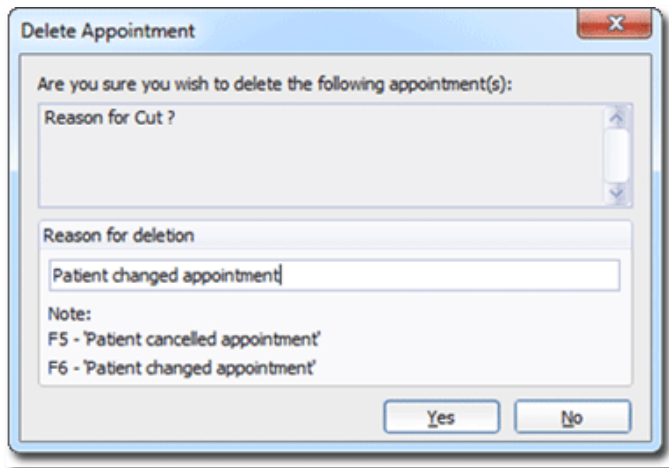 Delete Appointment
Are you sure you wish to delete the following appointment(s):
Reason for Cut ?
Reason for deletion
Patient changed appointment
Note:
F5 - 'Patient cancelled appointment'
F6 - 'Patient changed appointment'
Yes No